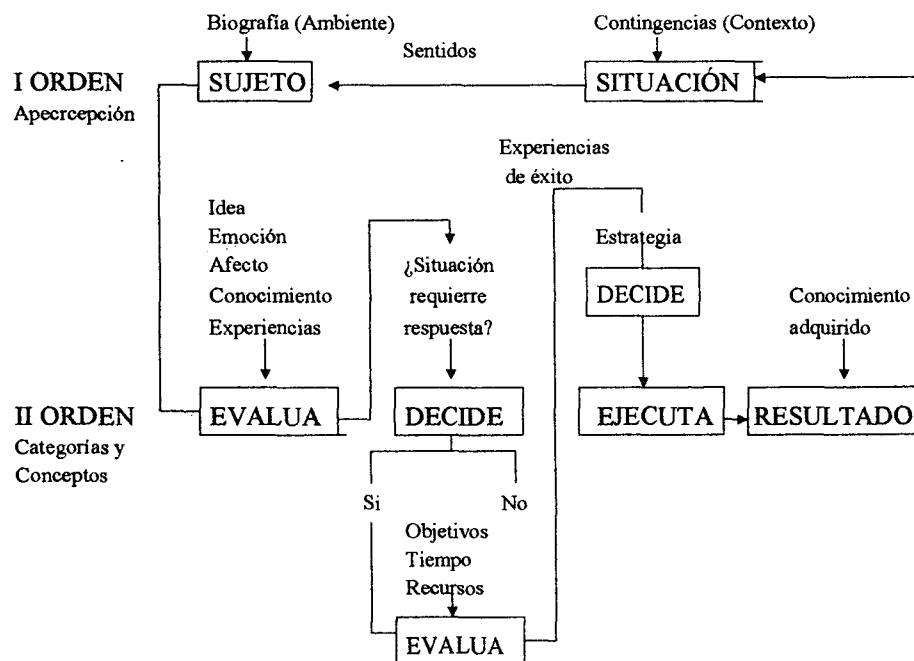 Biografía (Ambiente)
Contingencias (Contexto)
Sentidos
I ORDEN
SUJETO
SITUACIÓN
Apecrcepción
Experiencias
de éxito
Idea
Emoción
Afecto
Conocimiento
Experiencias
¿Situación
requierre
respuesta?
Estrategia
DECIDE
Conocimiento
adquirido
II ORDEN
EVALUA
DECIDE
EJECUTA
RESULTADO
Categorías y
Conceptos
Si
No
Objetivos
Tiempo
Recursos
EVALUA